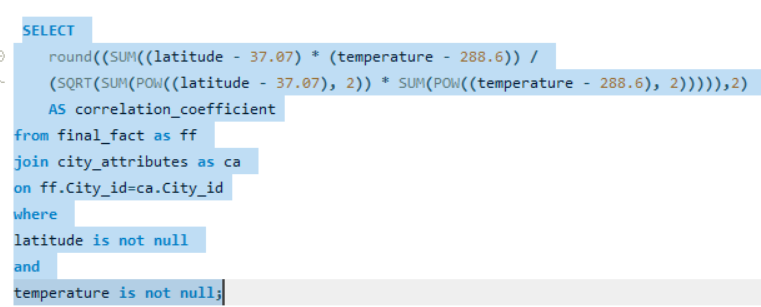 SELECT
round((SUM((latitude - 37.07) * (temperature - 288.6)) /
(SQRT(SUM(POW((latitude - 37.07), 2)) * SUM(POW((temperature - 288.6), 2))))),2)
AS correlation_coefficient
from final_fact as ff
join city_attributes as ca
on ff.City_id=ca.City_id
where
latitude is not null
and
temperature is not null;